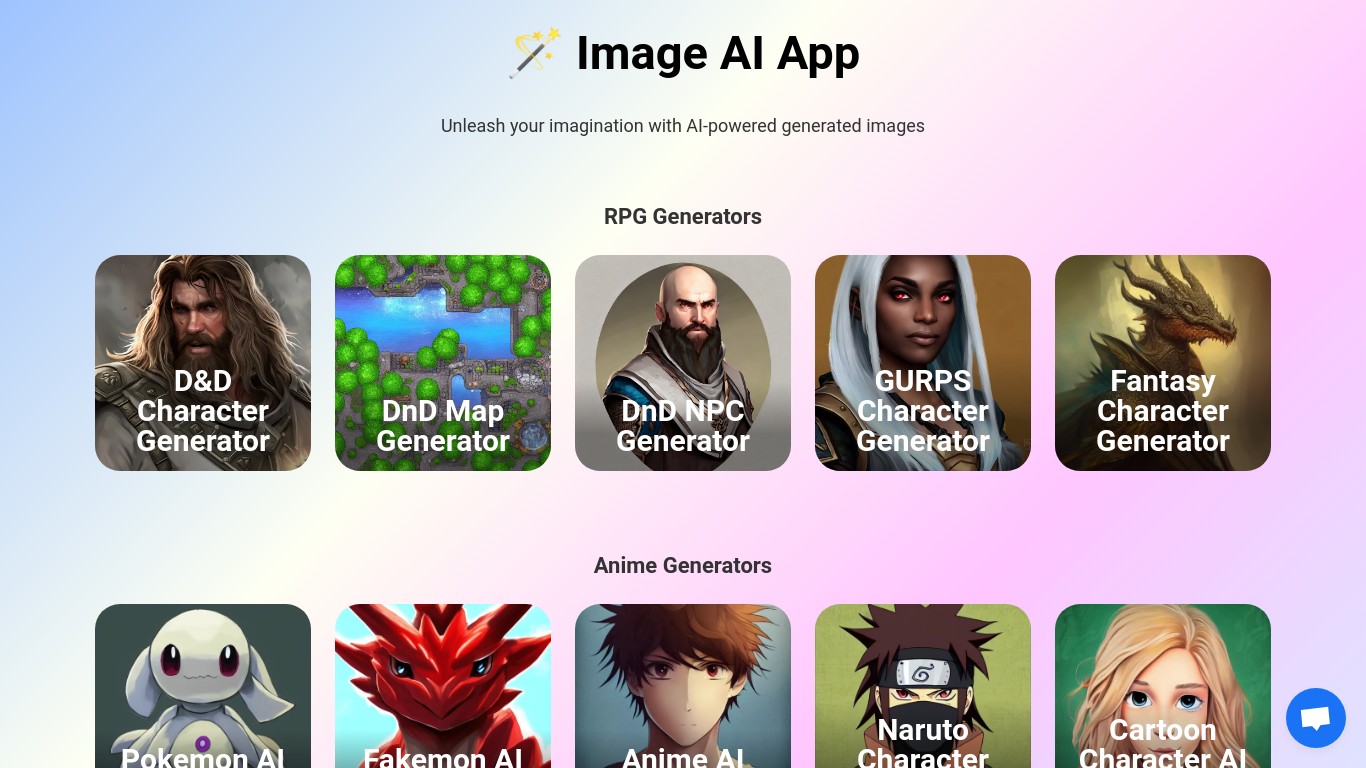 Image AI App
Unleash your imagination with AI-powered generated images
RPG Generators
D&D
Character
Generator
DnD Map
Generator
DnD NPC
Generator
GURPS
Character
Generator
Fantasy
Character
Generator
Anime Generators
Pokemon AI
Fakemon AI
Anime AI
Naruto
Character
Cartoon
Character AI